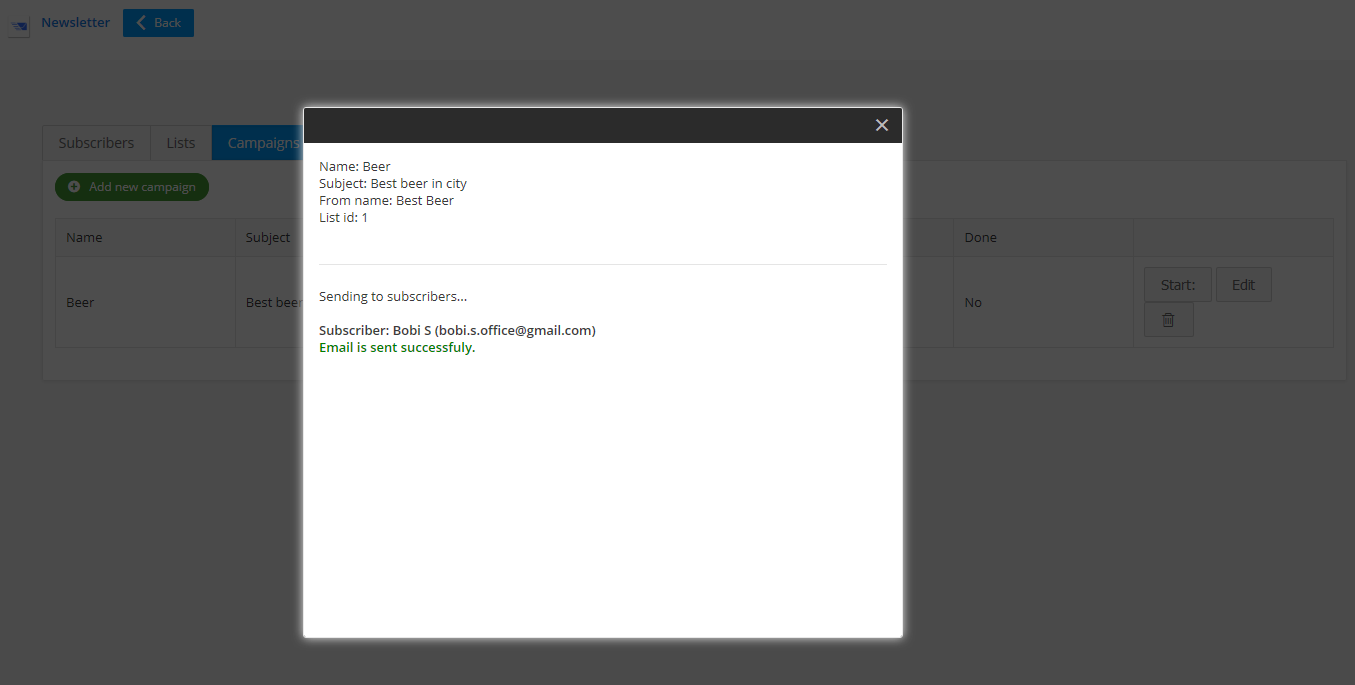 Newsletter
Back
Subscribers
Lists
Campaigns
Add new campaign
Name
Subject
Done
Beer
Best beer
No
Start:
Edit
Name: Beer
Subject: Best beer in city
From name: Best Beer
List id: 1
Sending to subscribers...
Subscriber: Bobi S (bobi.s.office@gmail.com)
Email is sent successfuly.